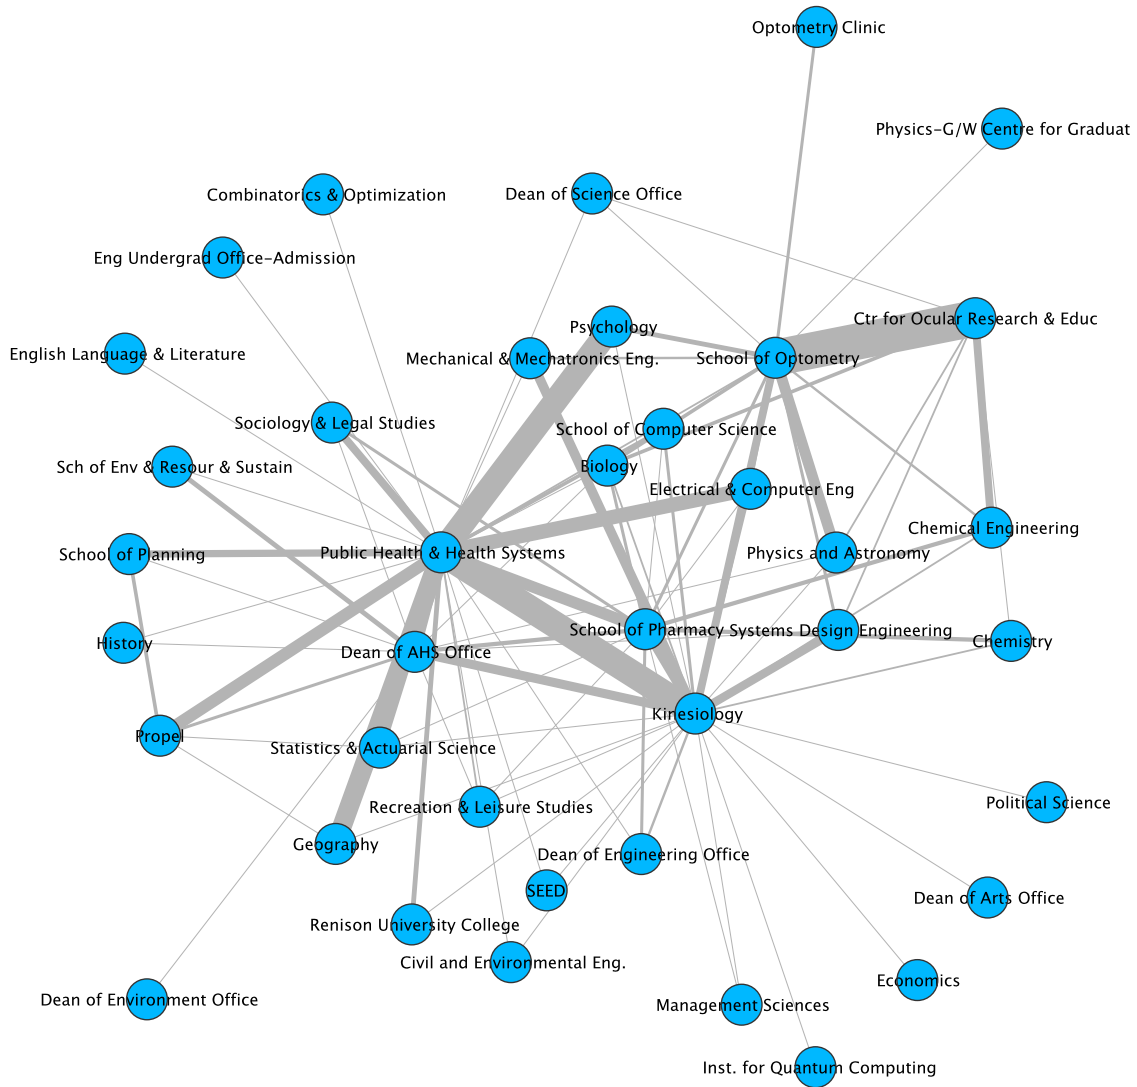 Optometry Clinic
Physics-G/W Centre for Graduat
Combinatorics & Optimization
Dean of Science Office
Eng Undergrad Office-Admission
Ctr for Ocular Research & Educ
Psychology
English Language & Literature
Mechanical & Mechatronics Eng.
School of Optometry
Sociology & Legal Studies
School of Computer Science
Sch of Env & Resour & Sustain
Biology
Electrical & Computer Eng
Chemical Engineering
School of Planning
Public Health & Health Systems
Physics and Astronomy
School of Pharmacy
Systems Design Engineering
History
Chemistry
Dean of AHS Office
Kinesiology
Propel
Statistics & Actuarial Science
Political Science
Recreation & Leisure Studies
Geography
Dean of Engineering Office
SEED
Dean of Arts Office
Renison University College
Civil and Environmental Eng.
Economics
Dean of Environment Office
Management Sciences
Inst. for Quantum Computing